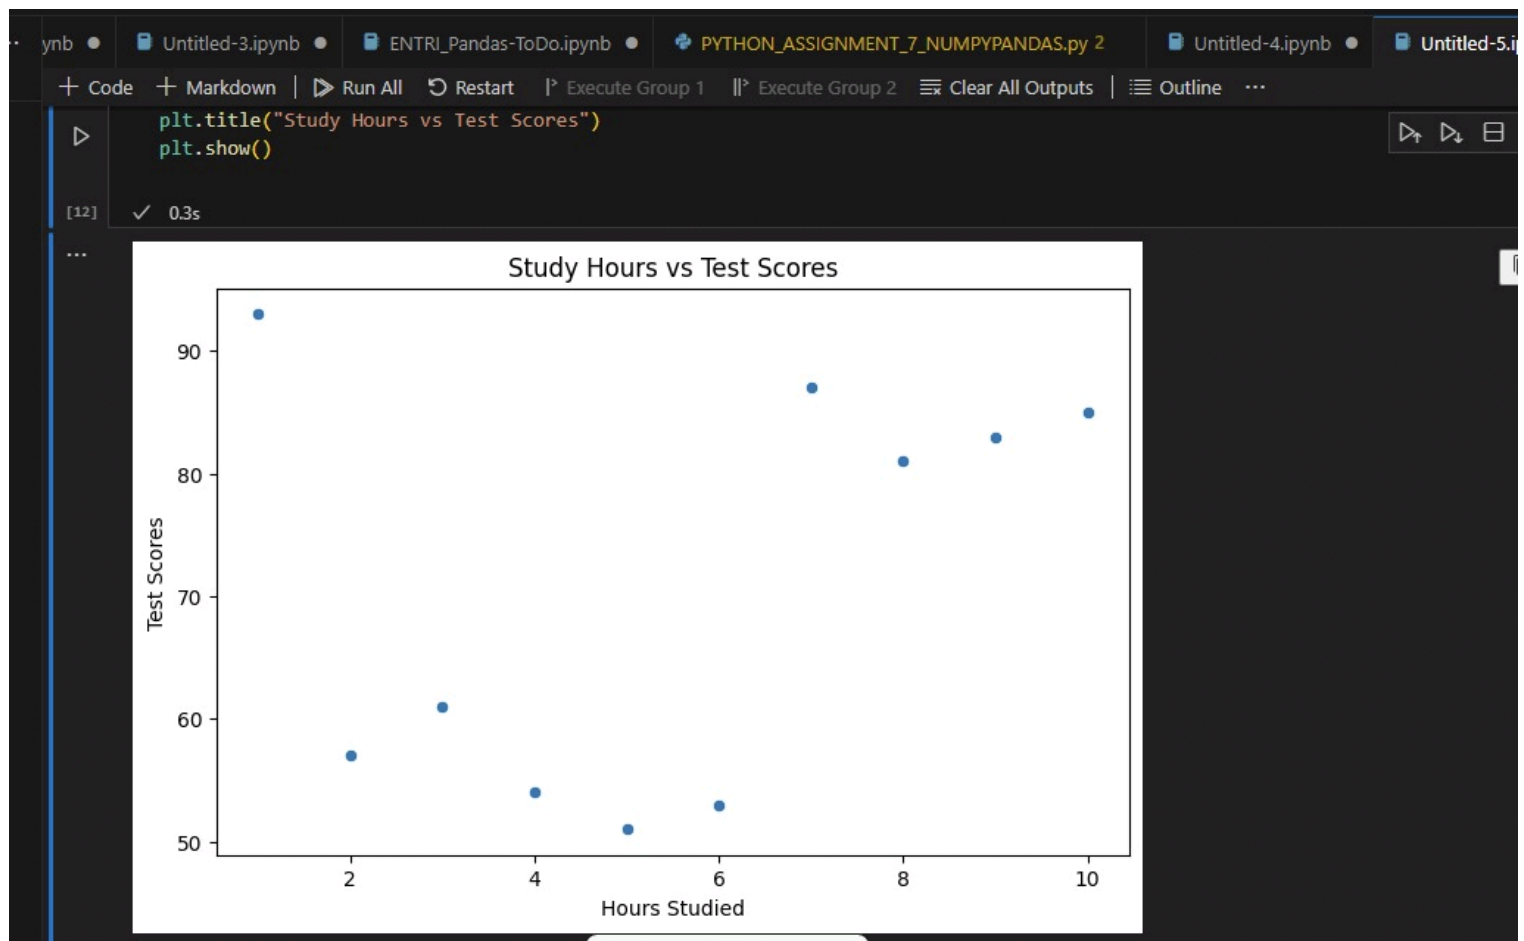 ynb Untitled-3.ipynb ENTRI_Pandas-ToDo.ipynb PYTHON_ASSIGNMENT_7_NUMPYPANDAS.py 2 Untitled-4.ipynb Untitled-5.i
+ Code + Markdown | Run All Restart Execute Group 1 Execute Group 2 Clear All Outputs | Outline ...
plt.title("Study Hours vs Test Scores")
plt.show()
[12] ✓ 0.3s
...
Study Hours vs Test Scores
90
80
70
60
50
Test Scores
2 4 6 8 10
Hours Studied